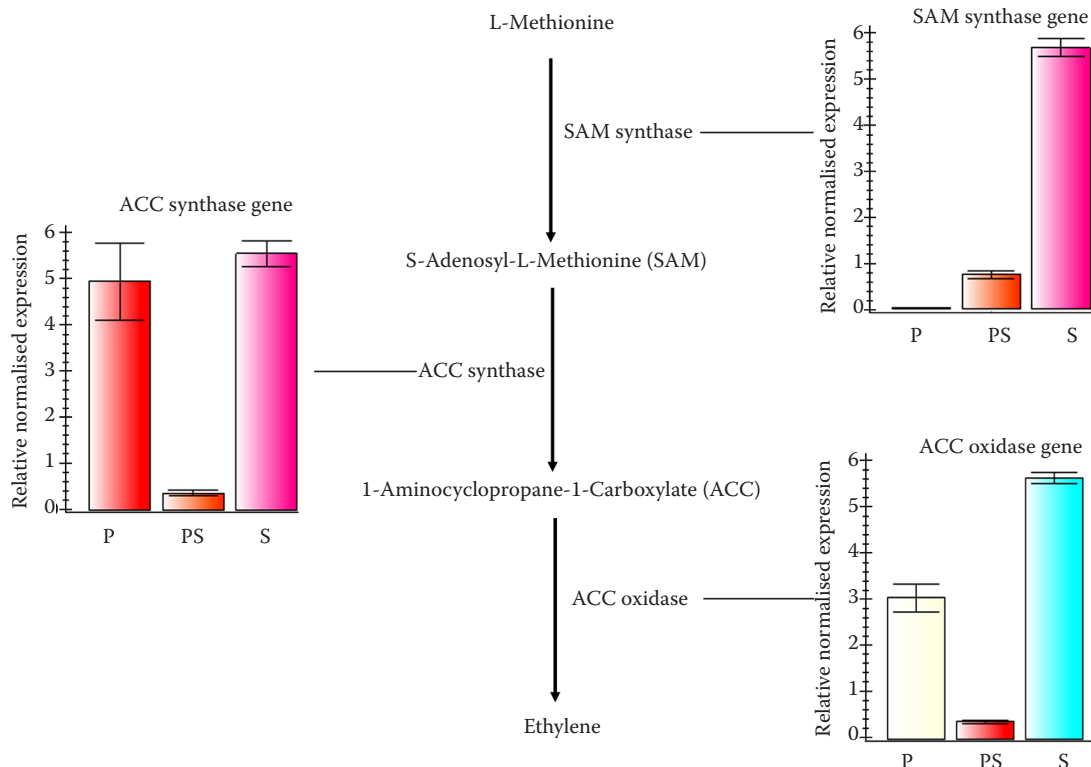 L-Methionine
SAM synthase gene
Relative normalised expression
6
5
4
3
2
1
0
P PS S
SAM synthase
ACC synthase gene
Relative normalised expression
6
5
4
3
2
1
0
P PS S
S-Adenosyl-L-Methionine (SAM)
ACC synthase
1-Aminocyclopropane-1-Carboxylate (ACC)
ACC oxidase gene
Relative normalised expression
6
5
4
3
2
1
0
P PS S
ACC oxidase
Ethylene